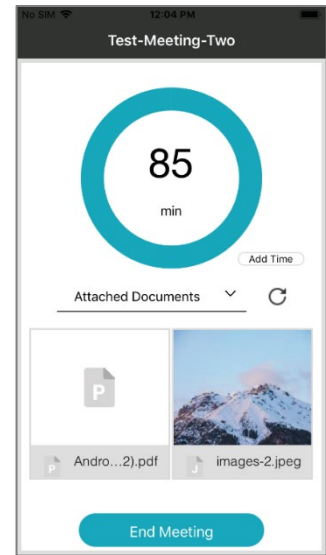 No SIM 12:04 PM
Test-Meeting-Two
85
min
Add Time
Attached Documents
P
P Andro...2).pdf
J images-2.jpeg
End Meeting